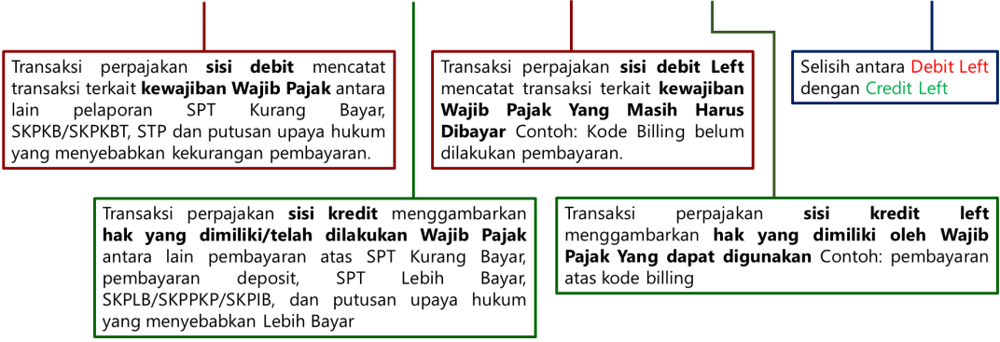 Transaksi perpajakan sisi debit mencatat
transaksi terkait kewajiban Wajib Pajak antara
lain pelaporan SPT Kurang Bayar,
SKPKB/SKPKBT, STP dan putusan upaya hukum
yang menyebabkan kekurangan pembayaran.
Transaksi perpajakan sisi debit Left
mencatat transaksi terkait kewajiban
Wajib Pajak Yang Masih Harus
Dibayar Contoh: Kode Billing belum
dilakukan pembayaran.
Selisih antara Debit Left
dengan Credit Left
Transaksi perpajakan sisi kredit menggambarkan
hak yang dimiliki/telah dilakukan Wajib Pajak
antara lain pembayaran atas SPT Kurang Bayar,
pembayaran deposit, SPT Lebih Bayar,
SKPLB/SKPPKP/SKPIB, dan putusan upaya hukum
yang menyebabkan Lebih Bayar
Transaksi perpajakan sisi kredit left
menggambarkan hak yang dimiliki oleh Wajib
Pajak Yang dapat digunakan Contoh: pembayaran
atas kode billing